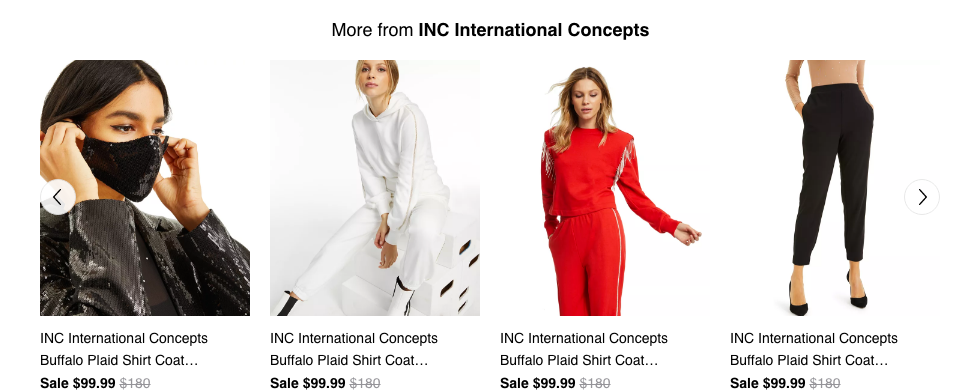 More from INC International Concepts
INC International Concepts
Buffalo Plaid Shirt Coat…
Sale $99.99 $180
INC International Concepts
Buffalo Plaid Shirt Coat…
Sale $99.99 $180
INC International Concepts
Buffalo Plaid Shirt Coat…
Sale $99.99 $180
INC International Concepts
Buffalo Plaid Shirt Coat…
Sale $99.99 $180